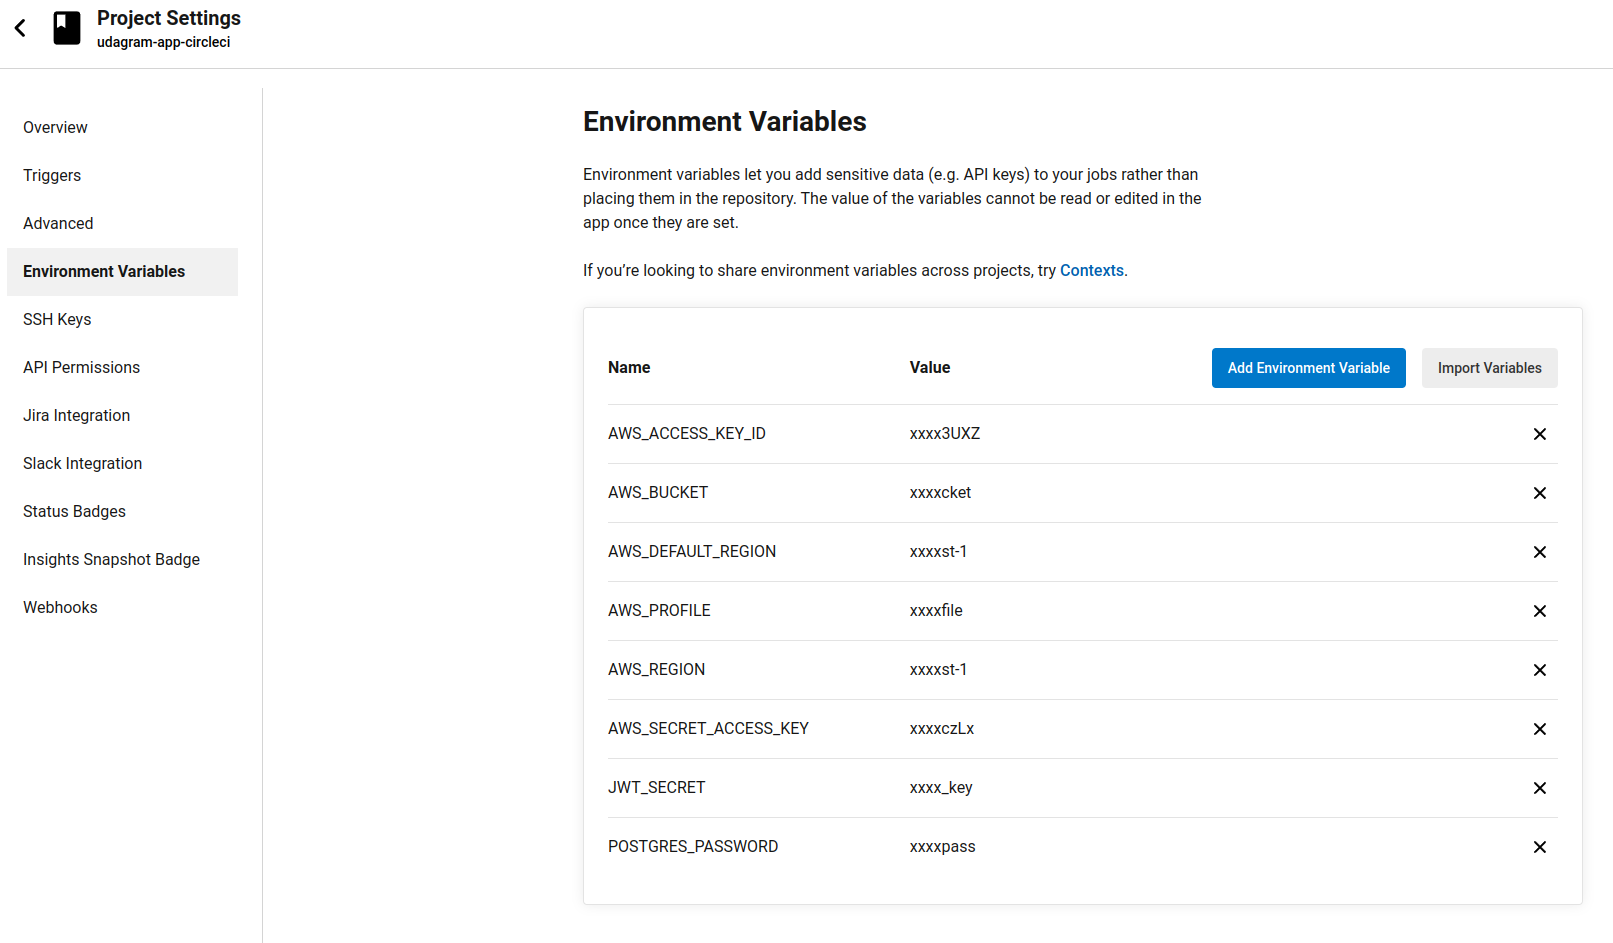 Project Settings
udagram-app-circleci
Overview
Triggers
Advanced
Environment Variables
SSH Keys
API Permissions
Jira Integration
Slack Integration
Status Badges
Insights Snapshot Badge
Webhooks
Environment Variables
Environment variables let you add sensitive data (e.g. API keys) to your jobs rather than
placing them in the repository. The value of the variables cannot be read or edited in the
app once they are set.
If you’re looking to share environment variables across projects, try Contexts.
Name Value Add Environment Variable Import Variables
AWS_ACCESS_KEY_ID xxxx3UXZ
AWS_BUCKET xxxxcket
AWS_DEFAULT_REGION xxxxst-1
AWS_PROFILE xxxxfile
AWS_REGION xxxxst-1
AWS_SECRET_ACCESS_KEY xxxxczLx
JWT_SECRET xxxx_key
POSTGRES_PASSWORD xxxxpass